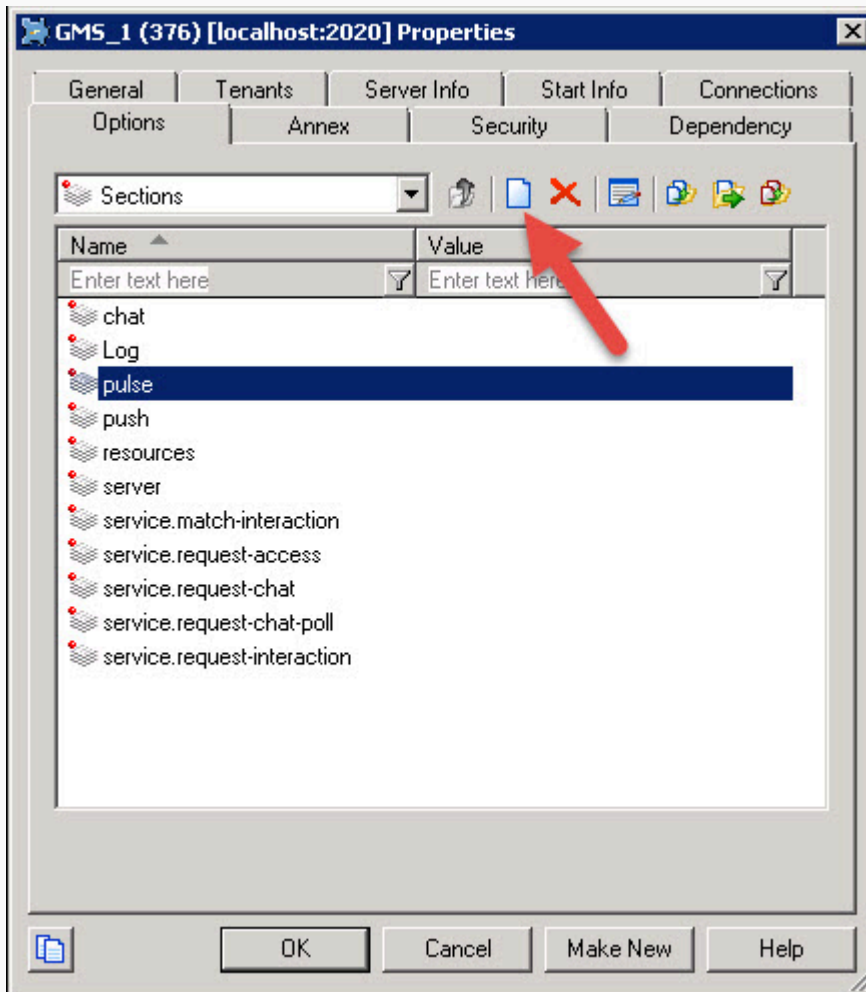 GMS_1 (376) [localhost:2020] Properties
General Tenants Server Info Start Info Connections
Options Annex Security Dependency
Sections
Name Value
Enter text here Enter text here
chat
Log
pulse
push
resources
server
service.match-interaction
service.request-access
service.request-chat
service.request-chat-poll
service.request-interaction
OK Cancel Make New Help